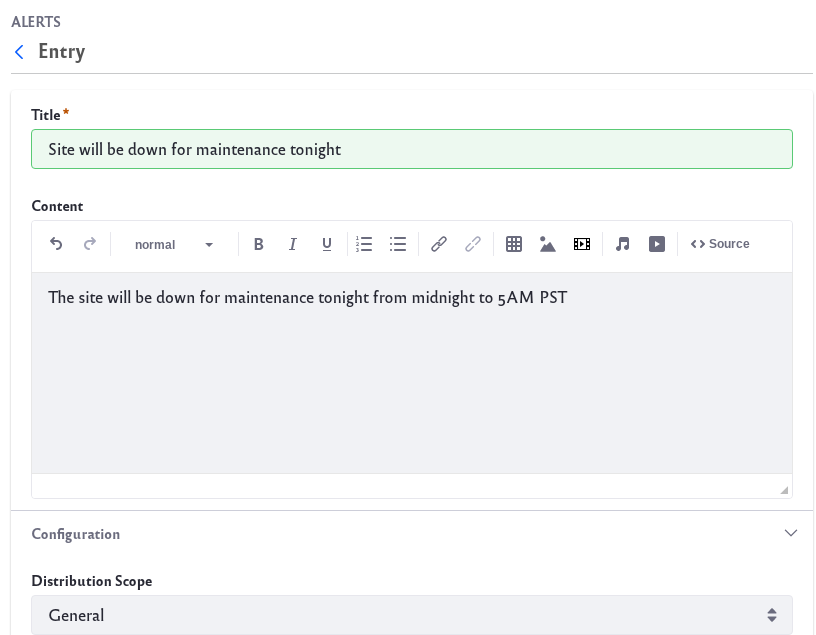 ALERTS
Entry
Title*
Site will be down for maintenance tonight
Content
normal B I U Source
The site will be down for maintenance tonight from midnight to 5AM PST
Configuration
Distribution Scope
General